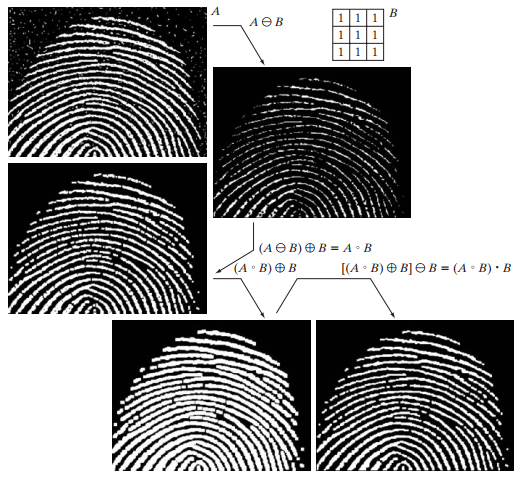 A
A ⊖ B
1 1 1
1 1 1
1 1 1
B
(A ⊖ B) ⊕ B = A ∘ B
(A ∘ B) ⊕ B
[(A ∘ B) ⊕ B] ⊖ B = (A ∘ B) • B